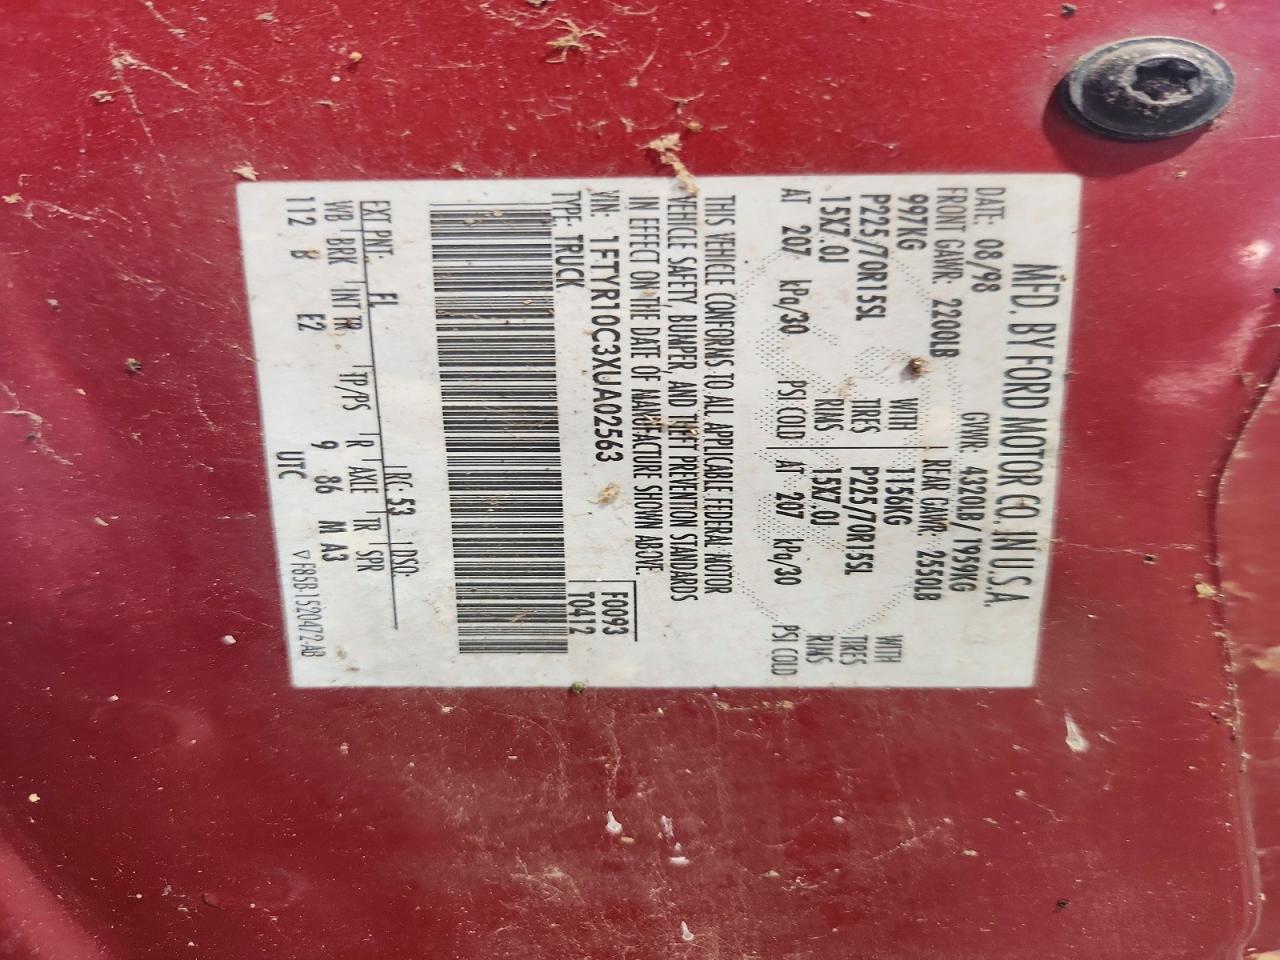 MFD. BY FORD MOTOR CO. IN U.S.A.
DATE: 08/98 GVWR: 4320LB/1959KG
FRONT GAWR: 2200LB REAR GAWR: 2550LB
997KG WITH 1156KG WITH
P225/70R15SL TIRES P225/70R15SL TIRES
15X7.0J RIMS 15X7.0J RIMS
AT 207 kPa/30 PSI COLD AT 207 kPa/30 PSI COLD
THIS VEHICLE CONFORMS TO ALL APPLICABLE FEDERAL MOTOR
VEHICLE SAFETY, BUMPER, AND THEFT PREVENTION STANDARDS
IN EFFECT ON THE DATE OF MANUFACTURE SHOWN ABOVE.
VIN: 1FTYR10C3XUA02563 F0093
TYPE: TRUCK T0412
EXT PNT: FL RC: 53 DSO:
WB BRK INT TR TP/PS R AXLE TR SPR
112 B E2 9 86 M A3
UTC ▽F85B-1520472-AB